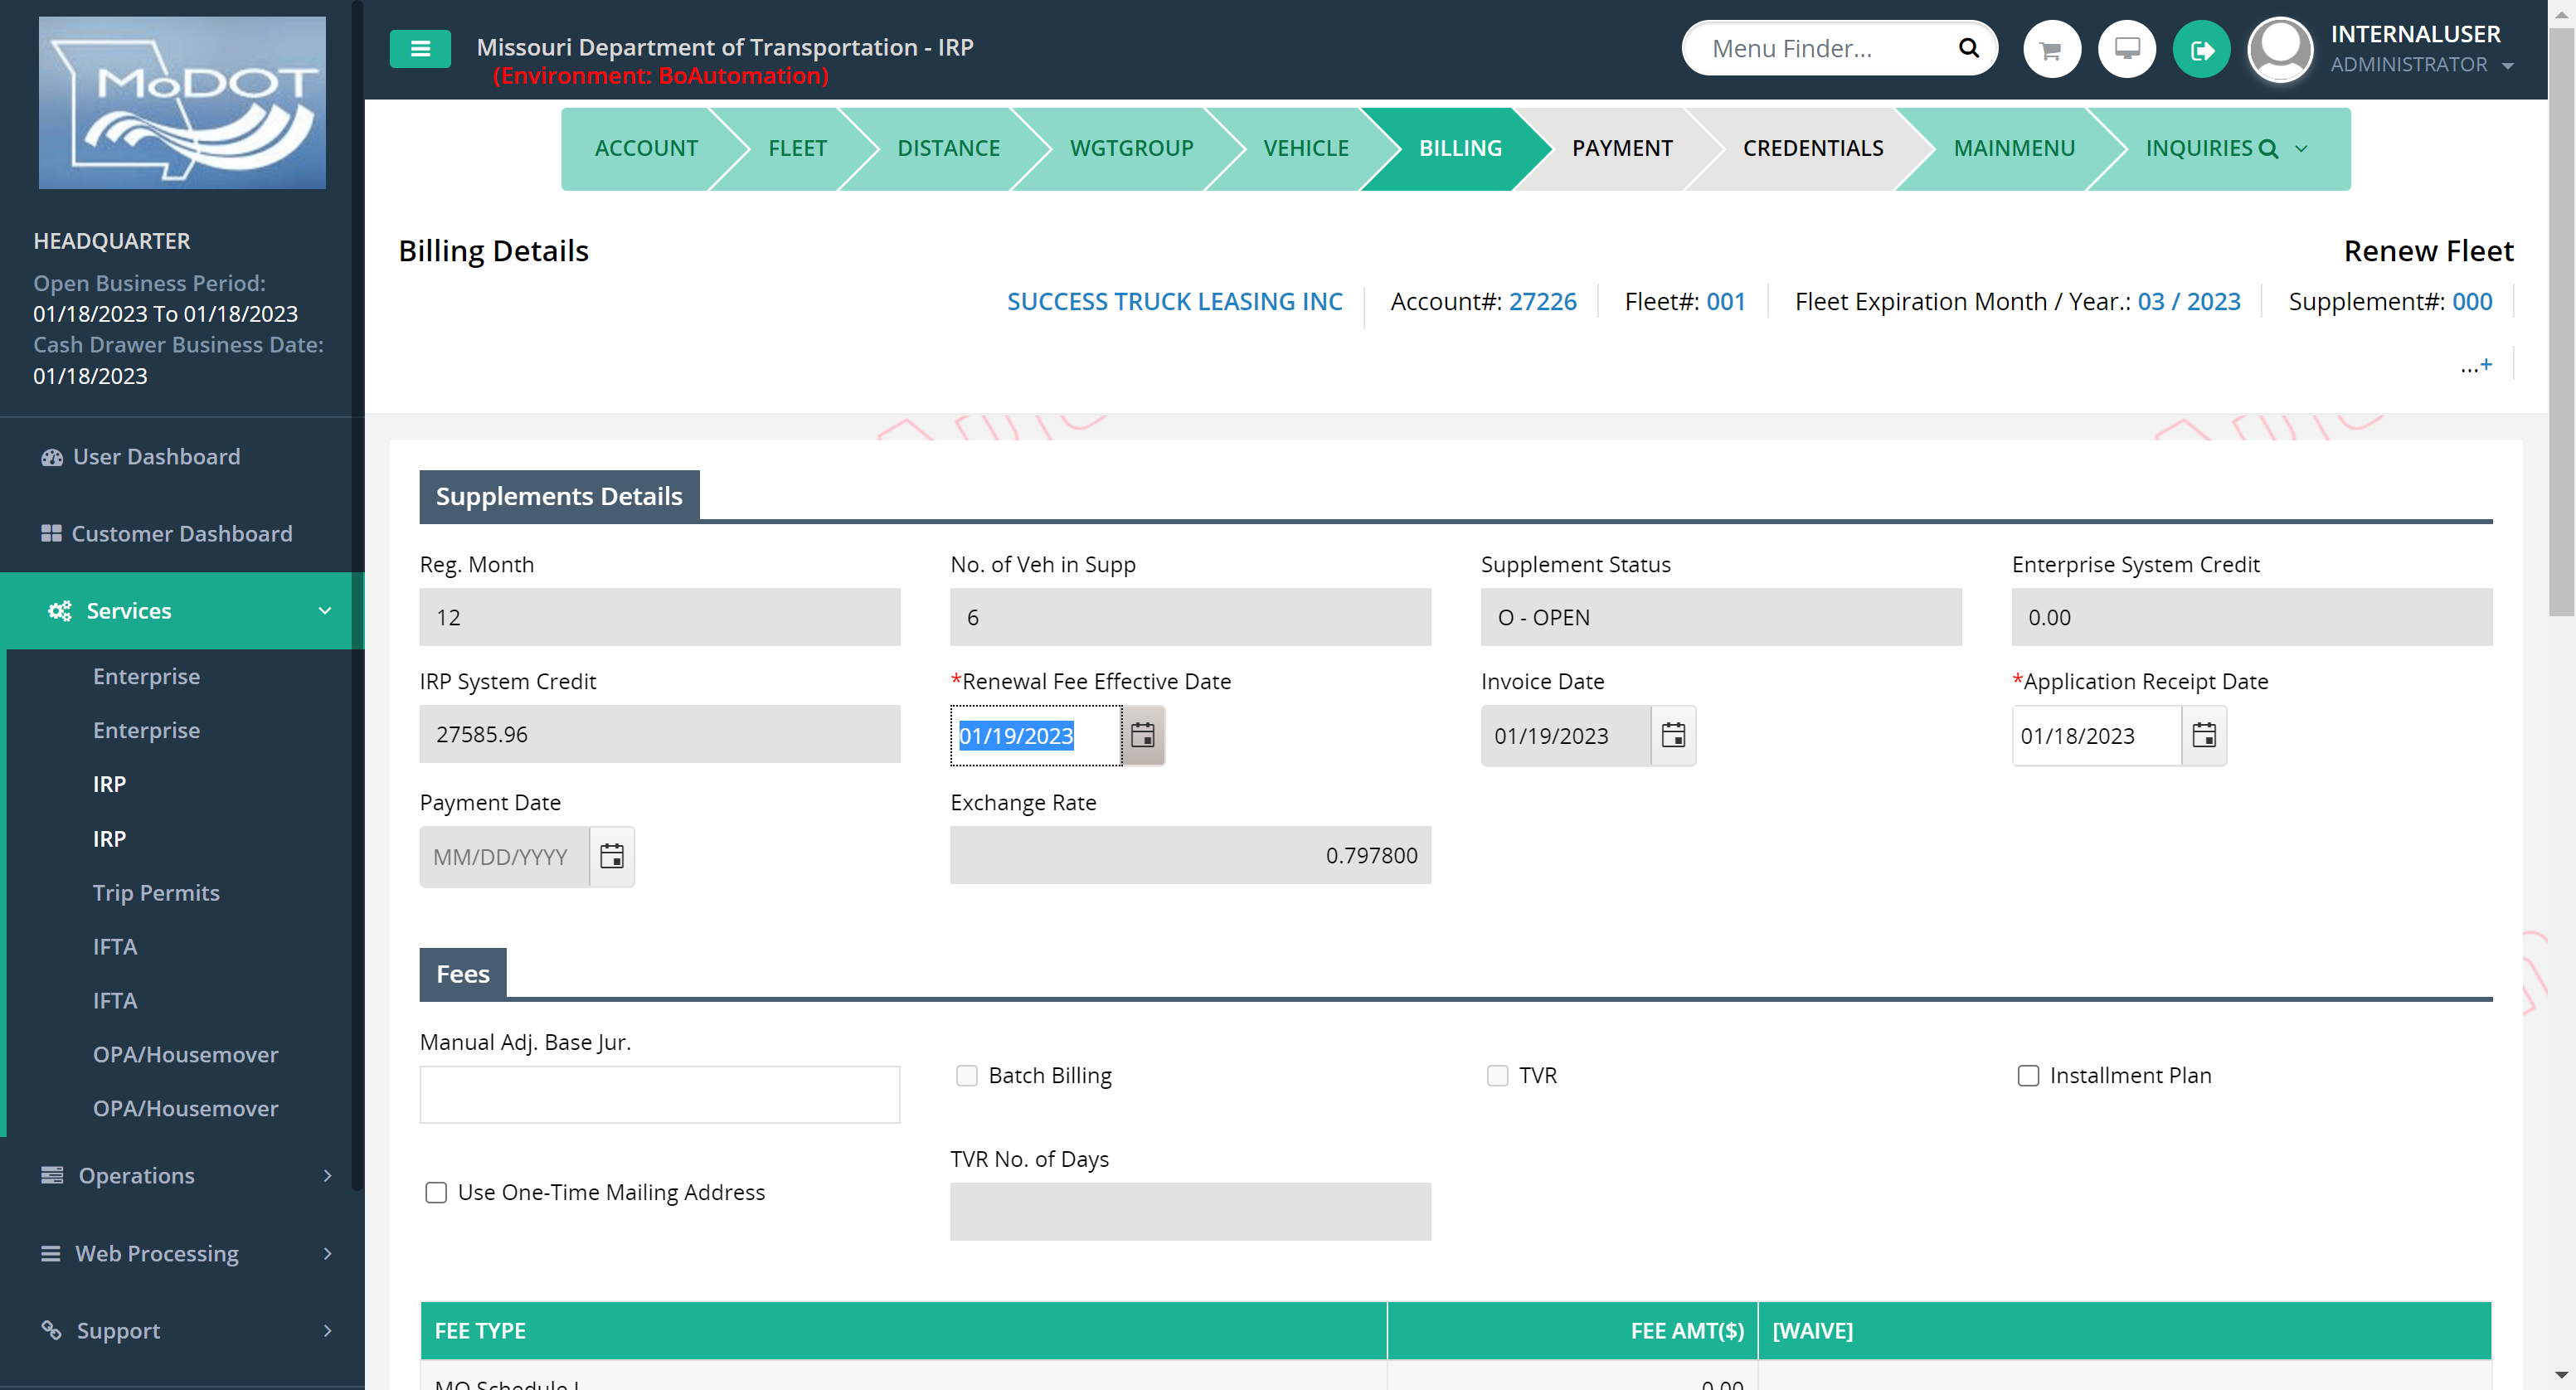 MoDOT
Missouri Department of Transportation - IRP
(Environment: BoAutomation)
Menu Finder...
INTERNALUSER
ADMINISTRATOR
ACCOUNT
FLEET
DISTANCE
WGTGROUP
VEHICLE
BILLING
PAYMENT
CREDENTIALS
MAINMENU
INQUIRIES
HEADQUARTER
Open Business Period:
01/18/2023 To 01/18/2023
Cash Drawer Business Date:
01/18/2023
User Dashboard
Customer Dashboard
Services
Enterprise
Enterprise
IRP
IRP
Trip Permits
IFTA
IFTA
OPA/Housemover
OPA/Housemover
Operations
Web Processing
Support
Billing Details
Renew Fleet
SUCCESS TRUCK LEASING INC
Account#: 27226
Fleet#: 001
Fleet Expiration Month / Year.: 03 / 2023
Supplement#: 000
...+
Supplements Details
Reg. Month
12
No. of Veh in Supp
6
Supplement Status
O - OPEN
Enterprise System Credit
0.00
IRP System Credit
27585.96
*Renewal Fee Effective Date
01/19/2023
Invoice Date
01/19/2023
*Application Receipt Date
01/18/2023
Payment Date
MM/DD/YYYY
Exchange Rate
0.797800
Fees
Manual Adj. Base Jur.
Batch Billing
TVR
Installment Plan
Use One-Time Mailing Address
TVR No. of Days
FEE TYPE
FEE AMT($)
[WAIVE]
MO Schedule J
0.00